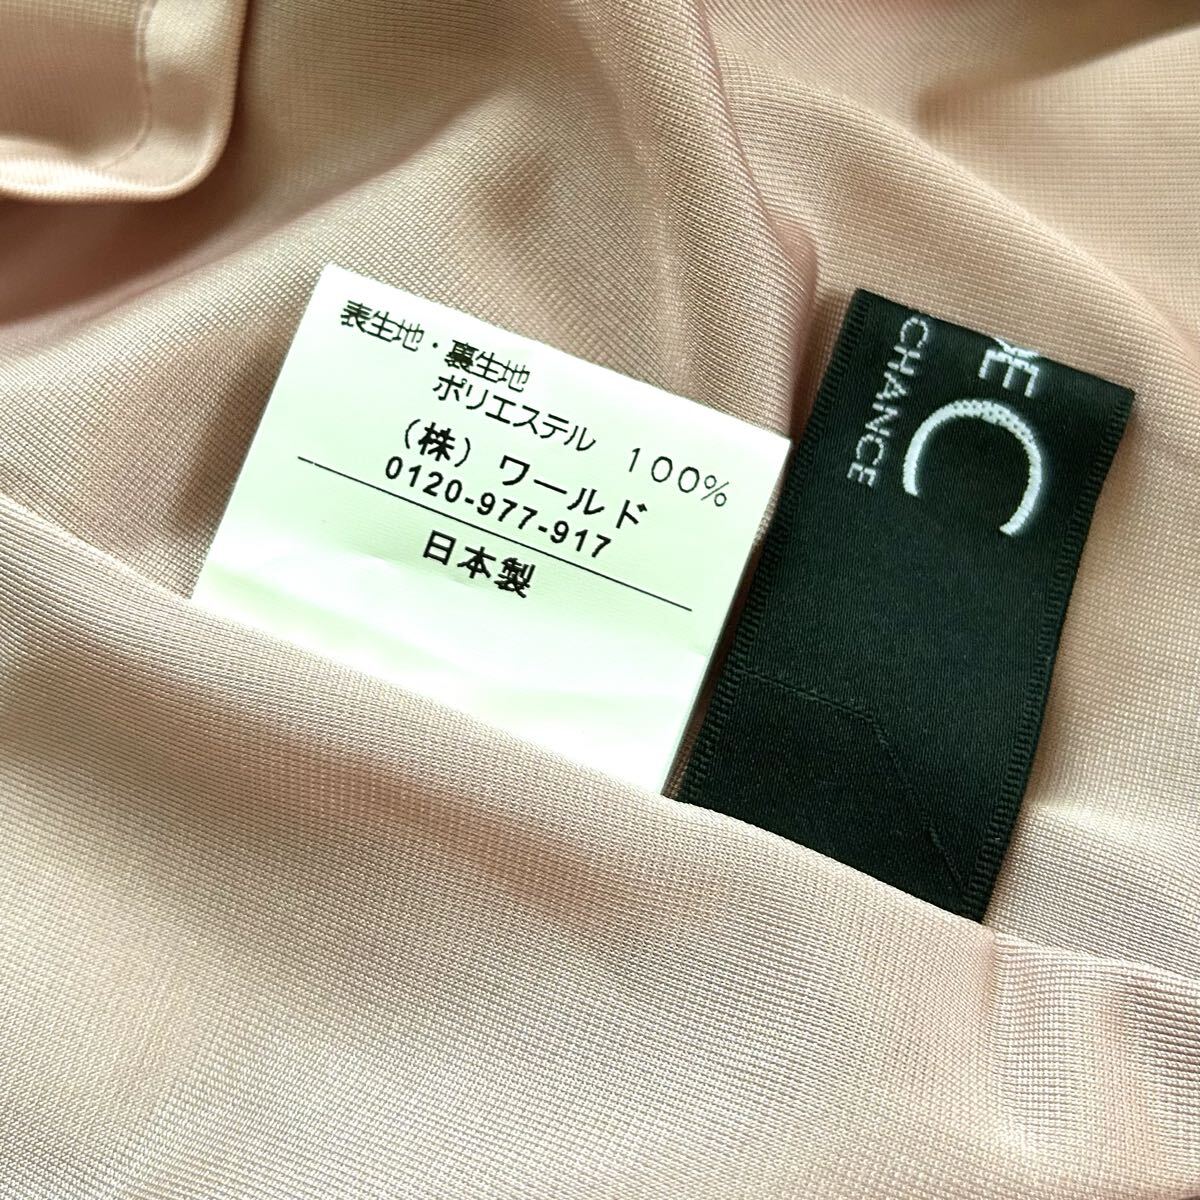 表生地・裏生地
ポリエステル 100%
(株) ワールド
0120-977-917
日本製
C
CHANCE